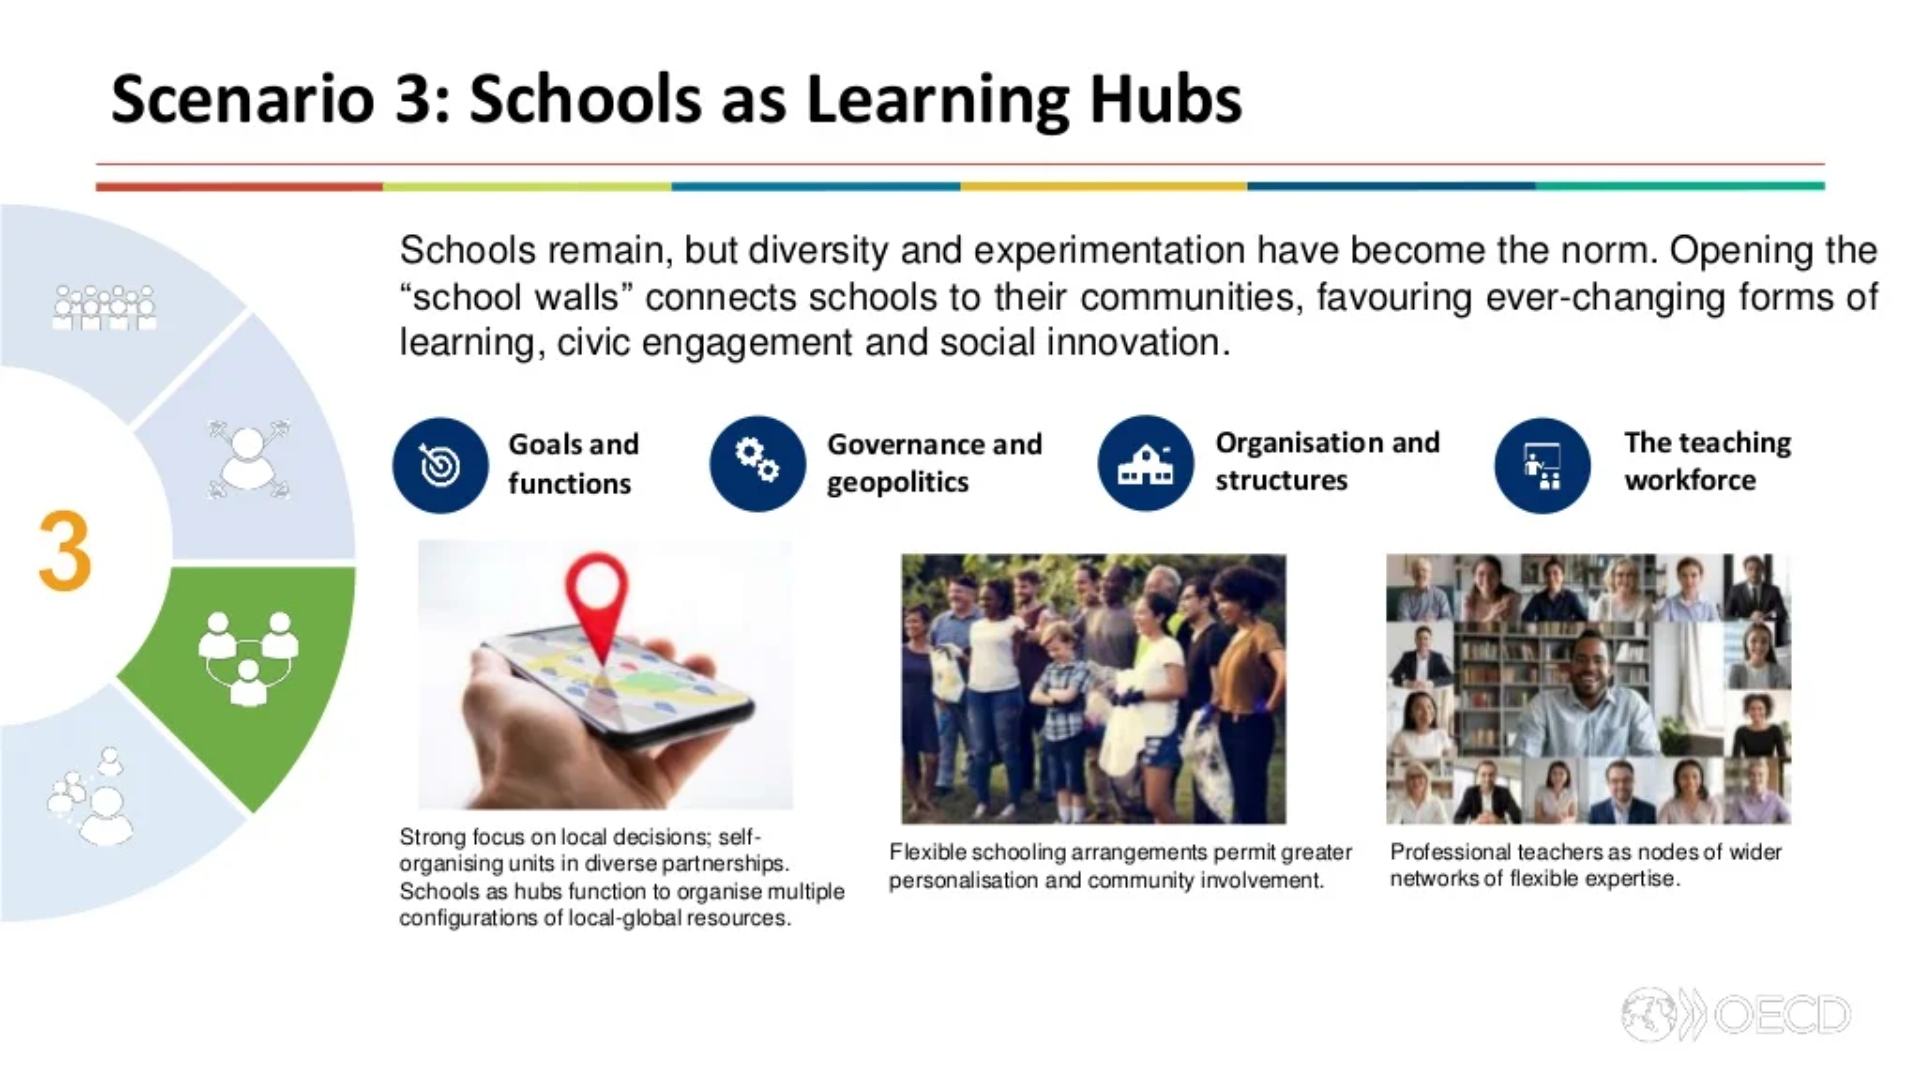 Scenario 3: Schools as Learning Hubs
Schools remain, but diversity and experimentation have become the norm. Opening the
“school walls” connects schools to their communities, favouring ever-changing forms of
learning, civic engagement and social innovation.
Goals and
functions
Governance and
geopolitics
Organisation and
structures
The teaching
workforce
3
Strong focus on local decisions; self-
organising units in diverse partnerships.
Schools as hubs function to organise multiple
configurations of local-global resources.
Flexible schooling arrangements permit greater
personalisation and community involvement.
Professional teachers as nodes of wider
networks of flexible expertise.
OECD